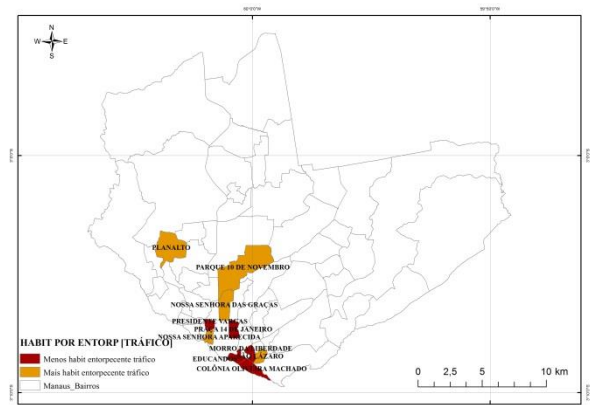 N
W E
S
PLANALTO
PARQUE 10 DE NOVEMBRO
NOSSA SENHORA DAS GRAÇAS
PRESIDENTE VARGAS
PRAÇA 14 DE JANEIRO
NOSSA SENHORA APARECIDA
MORRO DA LIBERDADE
EDUCANDOS
LÁZARO
COLÔNIA OLIVEIRA MACHADO
HABIT POR ENTORP [TRÁFICO]
Menos habit entorpecente tráfico
Mais habit entorpecente tráfico
Manaus_Bairros
0 2,5 5 10 km